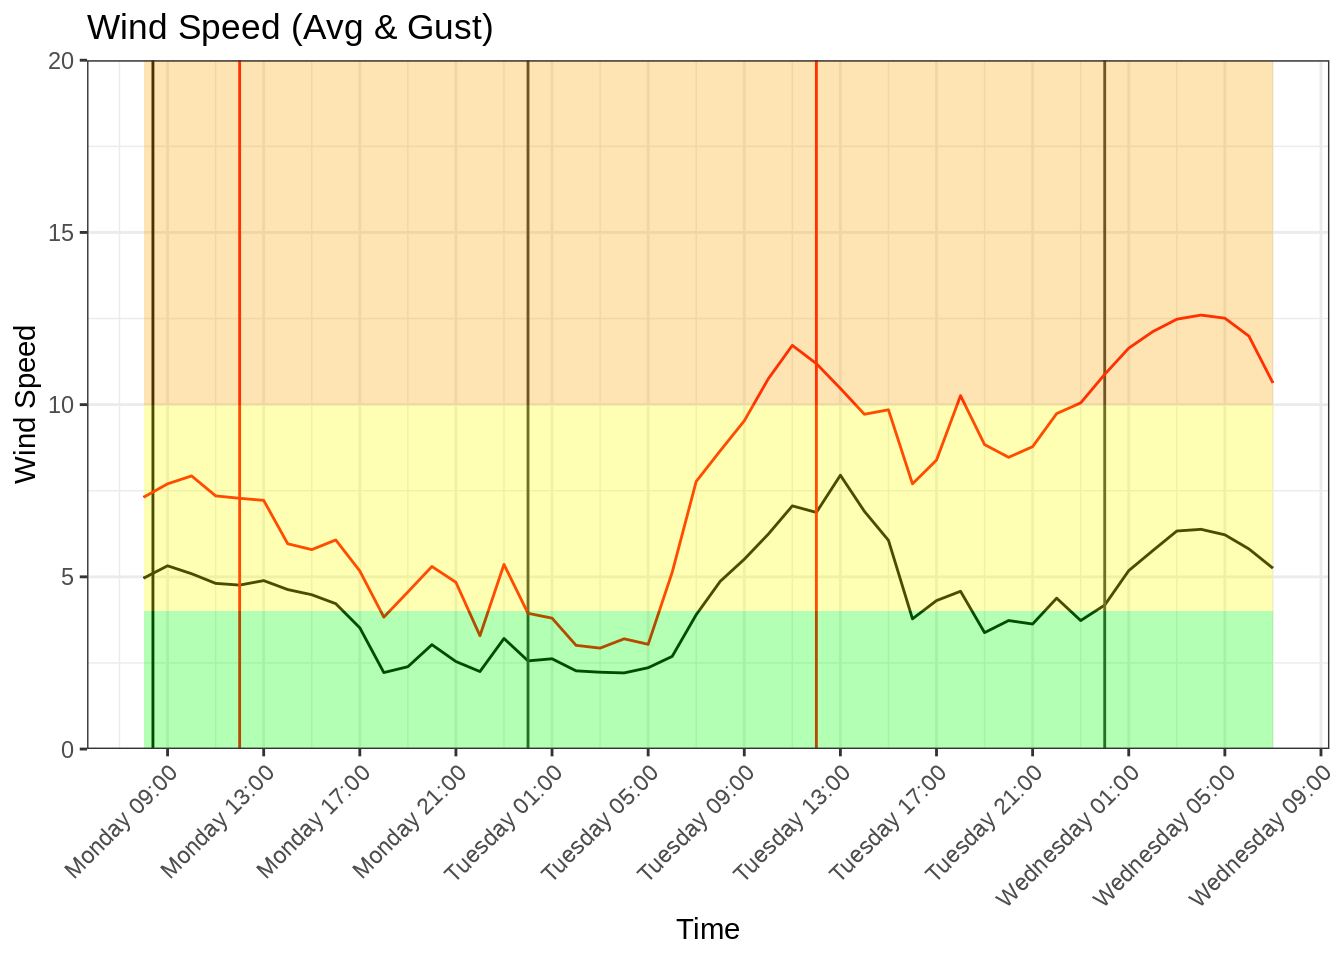 Wind Speed (Avg & Gust)
20
15
10
5
0
Wind Speed
Monday 09:00
Monday 13:00
Monday 17:00
Monday 21:00
Tuesday 01:00
Tuesday 05:00
Tuesday 09:00
Tuesday 13:00
Tuesday 17:00
Tuesday 21:00
Wednesday 01:00
Wednesday 05:00
Wednesday 09:00
Time